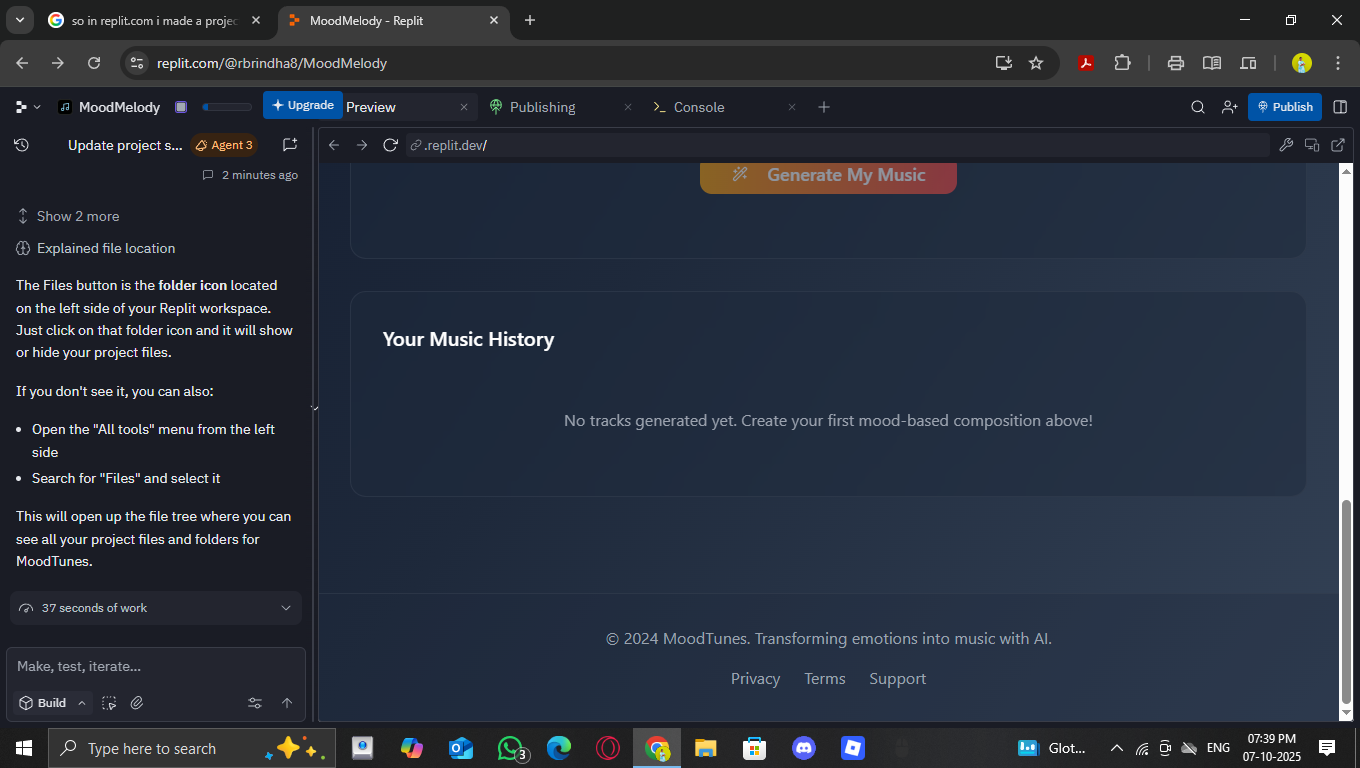 so in replit.com i made a projec
MoodMelody - Replit
replit.com/@rbrindha8/MoodMelody
MoodMelody
Upgrade
Preview
Publishing
Console
Publish
Update project s...
Agent 3
.replit.dev/
2 minutes ago
Show 2 more
Explained file location
The Files button is the folder icon located
on the left side of your Replit workspace.
Just click on that folder icon and it will show
or hide your project files.
If you don't see it, you can also:
• Open the "All tools" menu from the left
side
• Search for "Files" and select it
This will open up the file tree where you can
see all your project files and folders for
MoodTunes.
37 seconds of work
Make, test, iterate...
Build
Generate My Music
Your Music History
No tracks generated yet. Create your first mood-based composition above!
© 2024 MoodTunes. Transforming emotions into music with AI.
Privacy Terms Support
Type here to search
3
Glot...
ENG
07:39 PM
07-10-2025